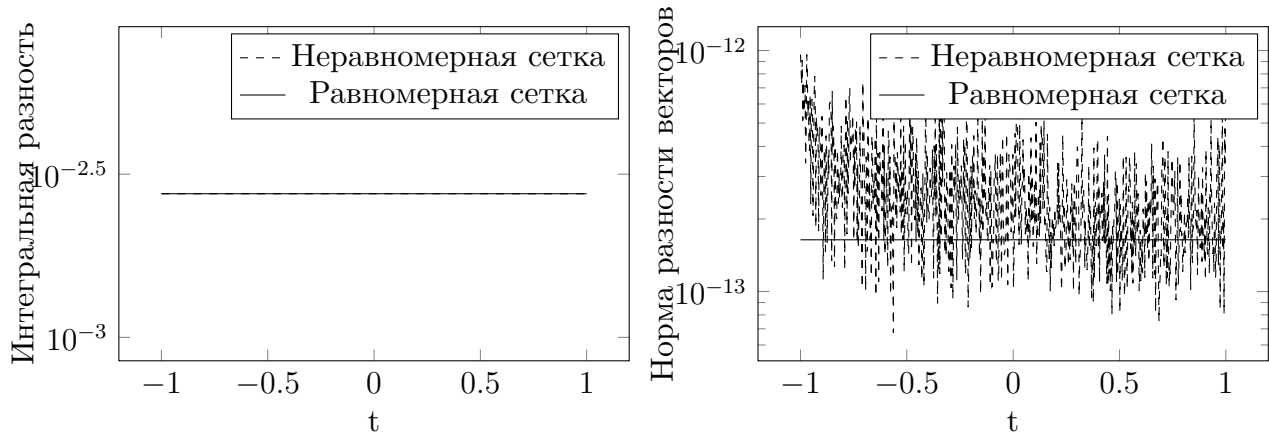 Интегральная разность
10^−2.5
10^−3
Неравномерная сетка
Равномерная сетка
−1 −0.5 0 0.5 1
t
Норма разности векторов
10^−12
10^−13
Неравномерная сетка
Равномерная сетка
−1 −0.5 0 0.5 1
t